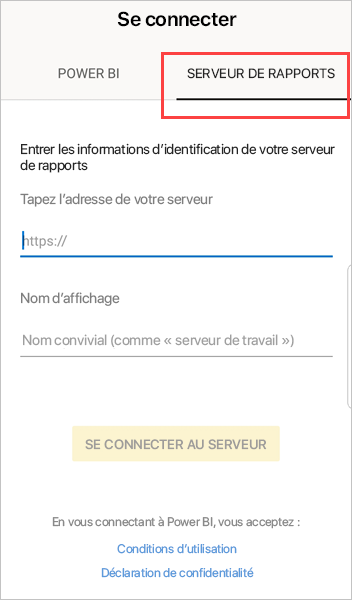 Se connecter
POWER BI
SERVEUR DE RAPPORTS
Entrer les informations d’identification de votre serveur
de rapports
Tapez l’adresse de votre serveur
https://
Nom d’affichage
Nom convivial (comme « serveur de travail »)
SE CONNECTER AU SERVEUR
En vous connectant à Power BI, vous acceptez :
Conditions d’utilisation
Déclaration de confidentialité